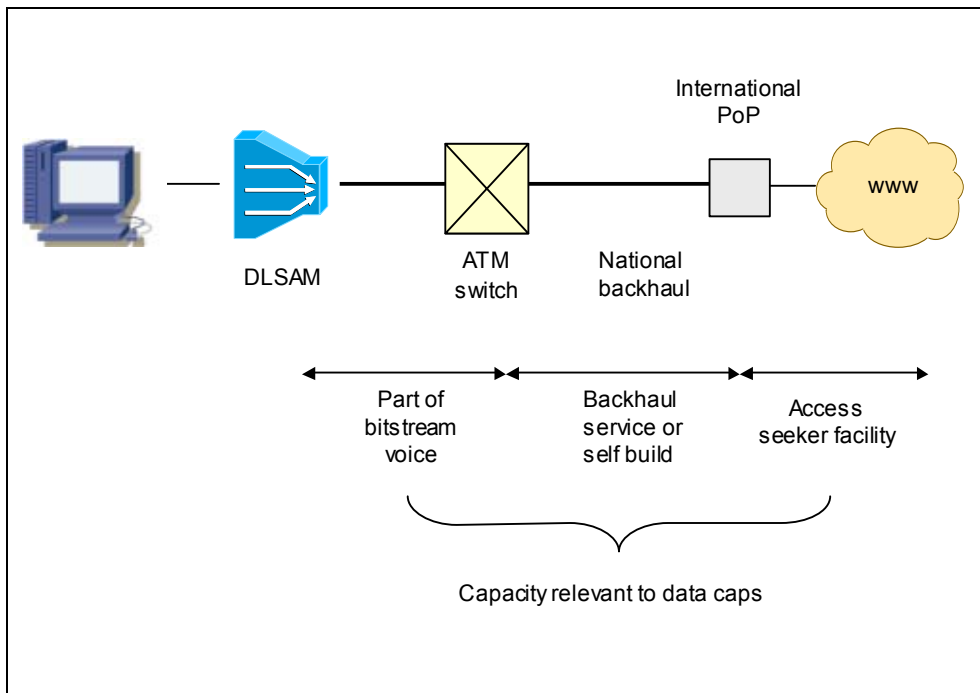 International
PoP
www
DLSAM
ATM
switch
National
backhaul
Part of
bitstream
voice
Backhaul
service or
self build
Access
seeker facility
Capacity relevant to data caps